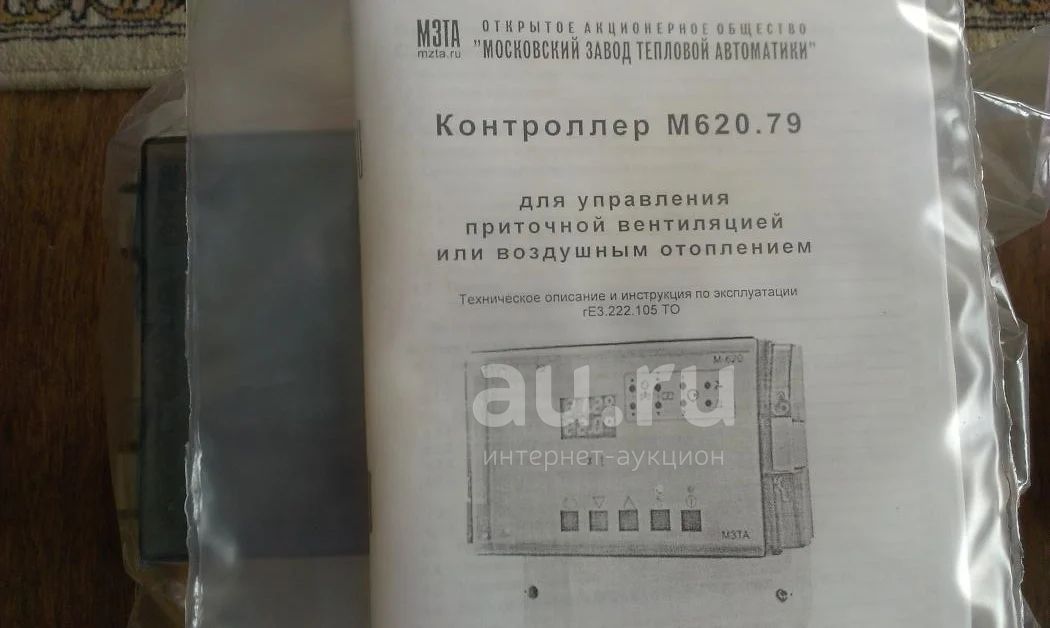 МЗТА
mzta.ru
ОТКРЫТОЕ АКЦИОНЕРНОЕ ОБЩЕСТВО
"МОСКОВСКИЙ ЗАВОД ТЕПЛОВОЙ АВТОМАТИКИ"
Контроллер М620.79
для управления
приточной вентиляцией
или воздушным отоплением
Техническое описание и инструкция по эксплуатации
гЕ3.222.105 ТО
М-620
au.ru
интернет-аукцион
МЗТА